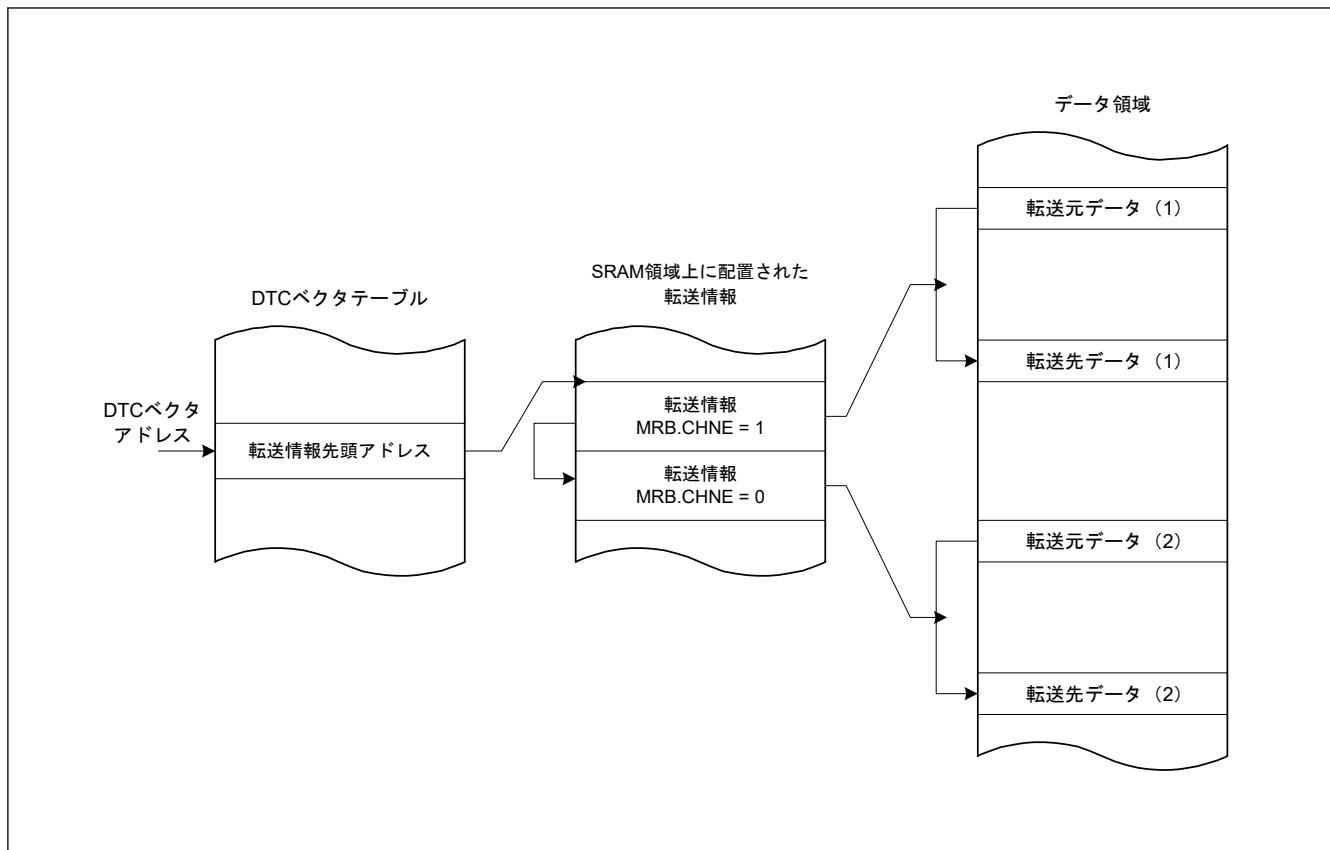 データ領域
転送元データ（1）
SRAM領域上に配置された
転送情報
DTCベクタテーブル
転送先データ（1）
転送情報
MRB.CHNE = 1
DTCベクタ
アドレス
転送情報先頭アドレス
転送情報
MRB.CHNE = 0
転送元データ（2）
転送先データ（2）